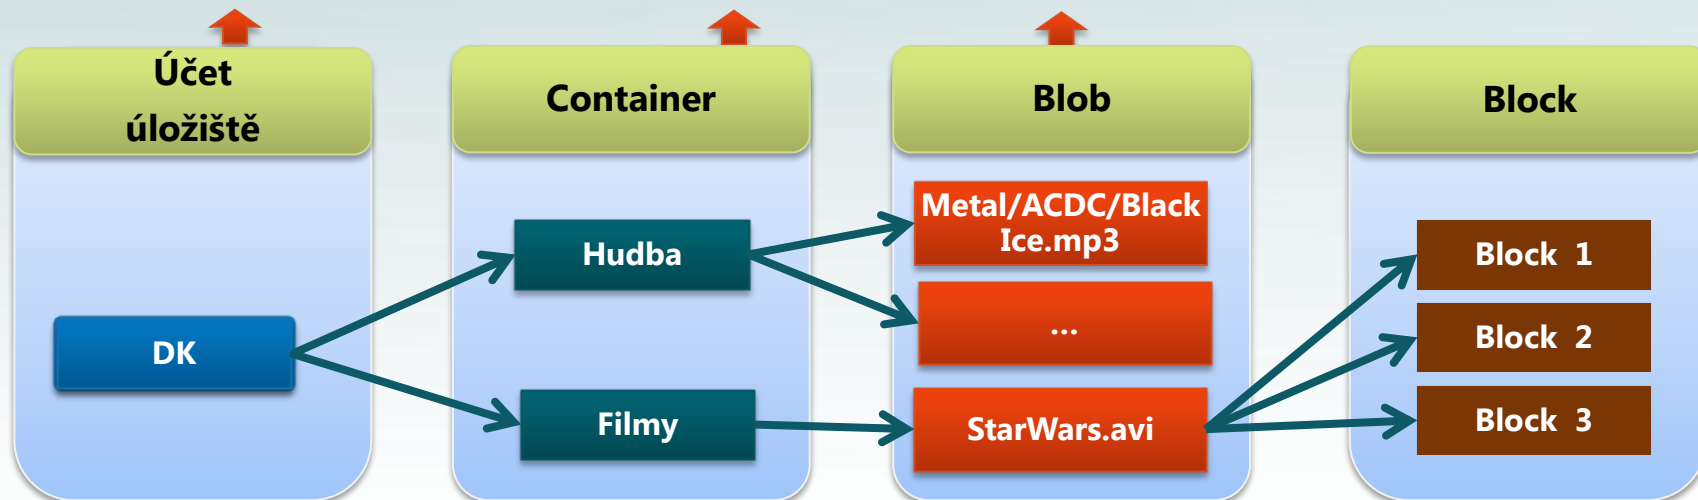 Účet
úložiště
Container
Blob
Block
DK
Hudba
Filmy
Metal/ACDC/Black
Ice.mp3
...
StarWars.avi
Block 1
Block 2
Block 3